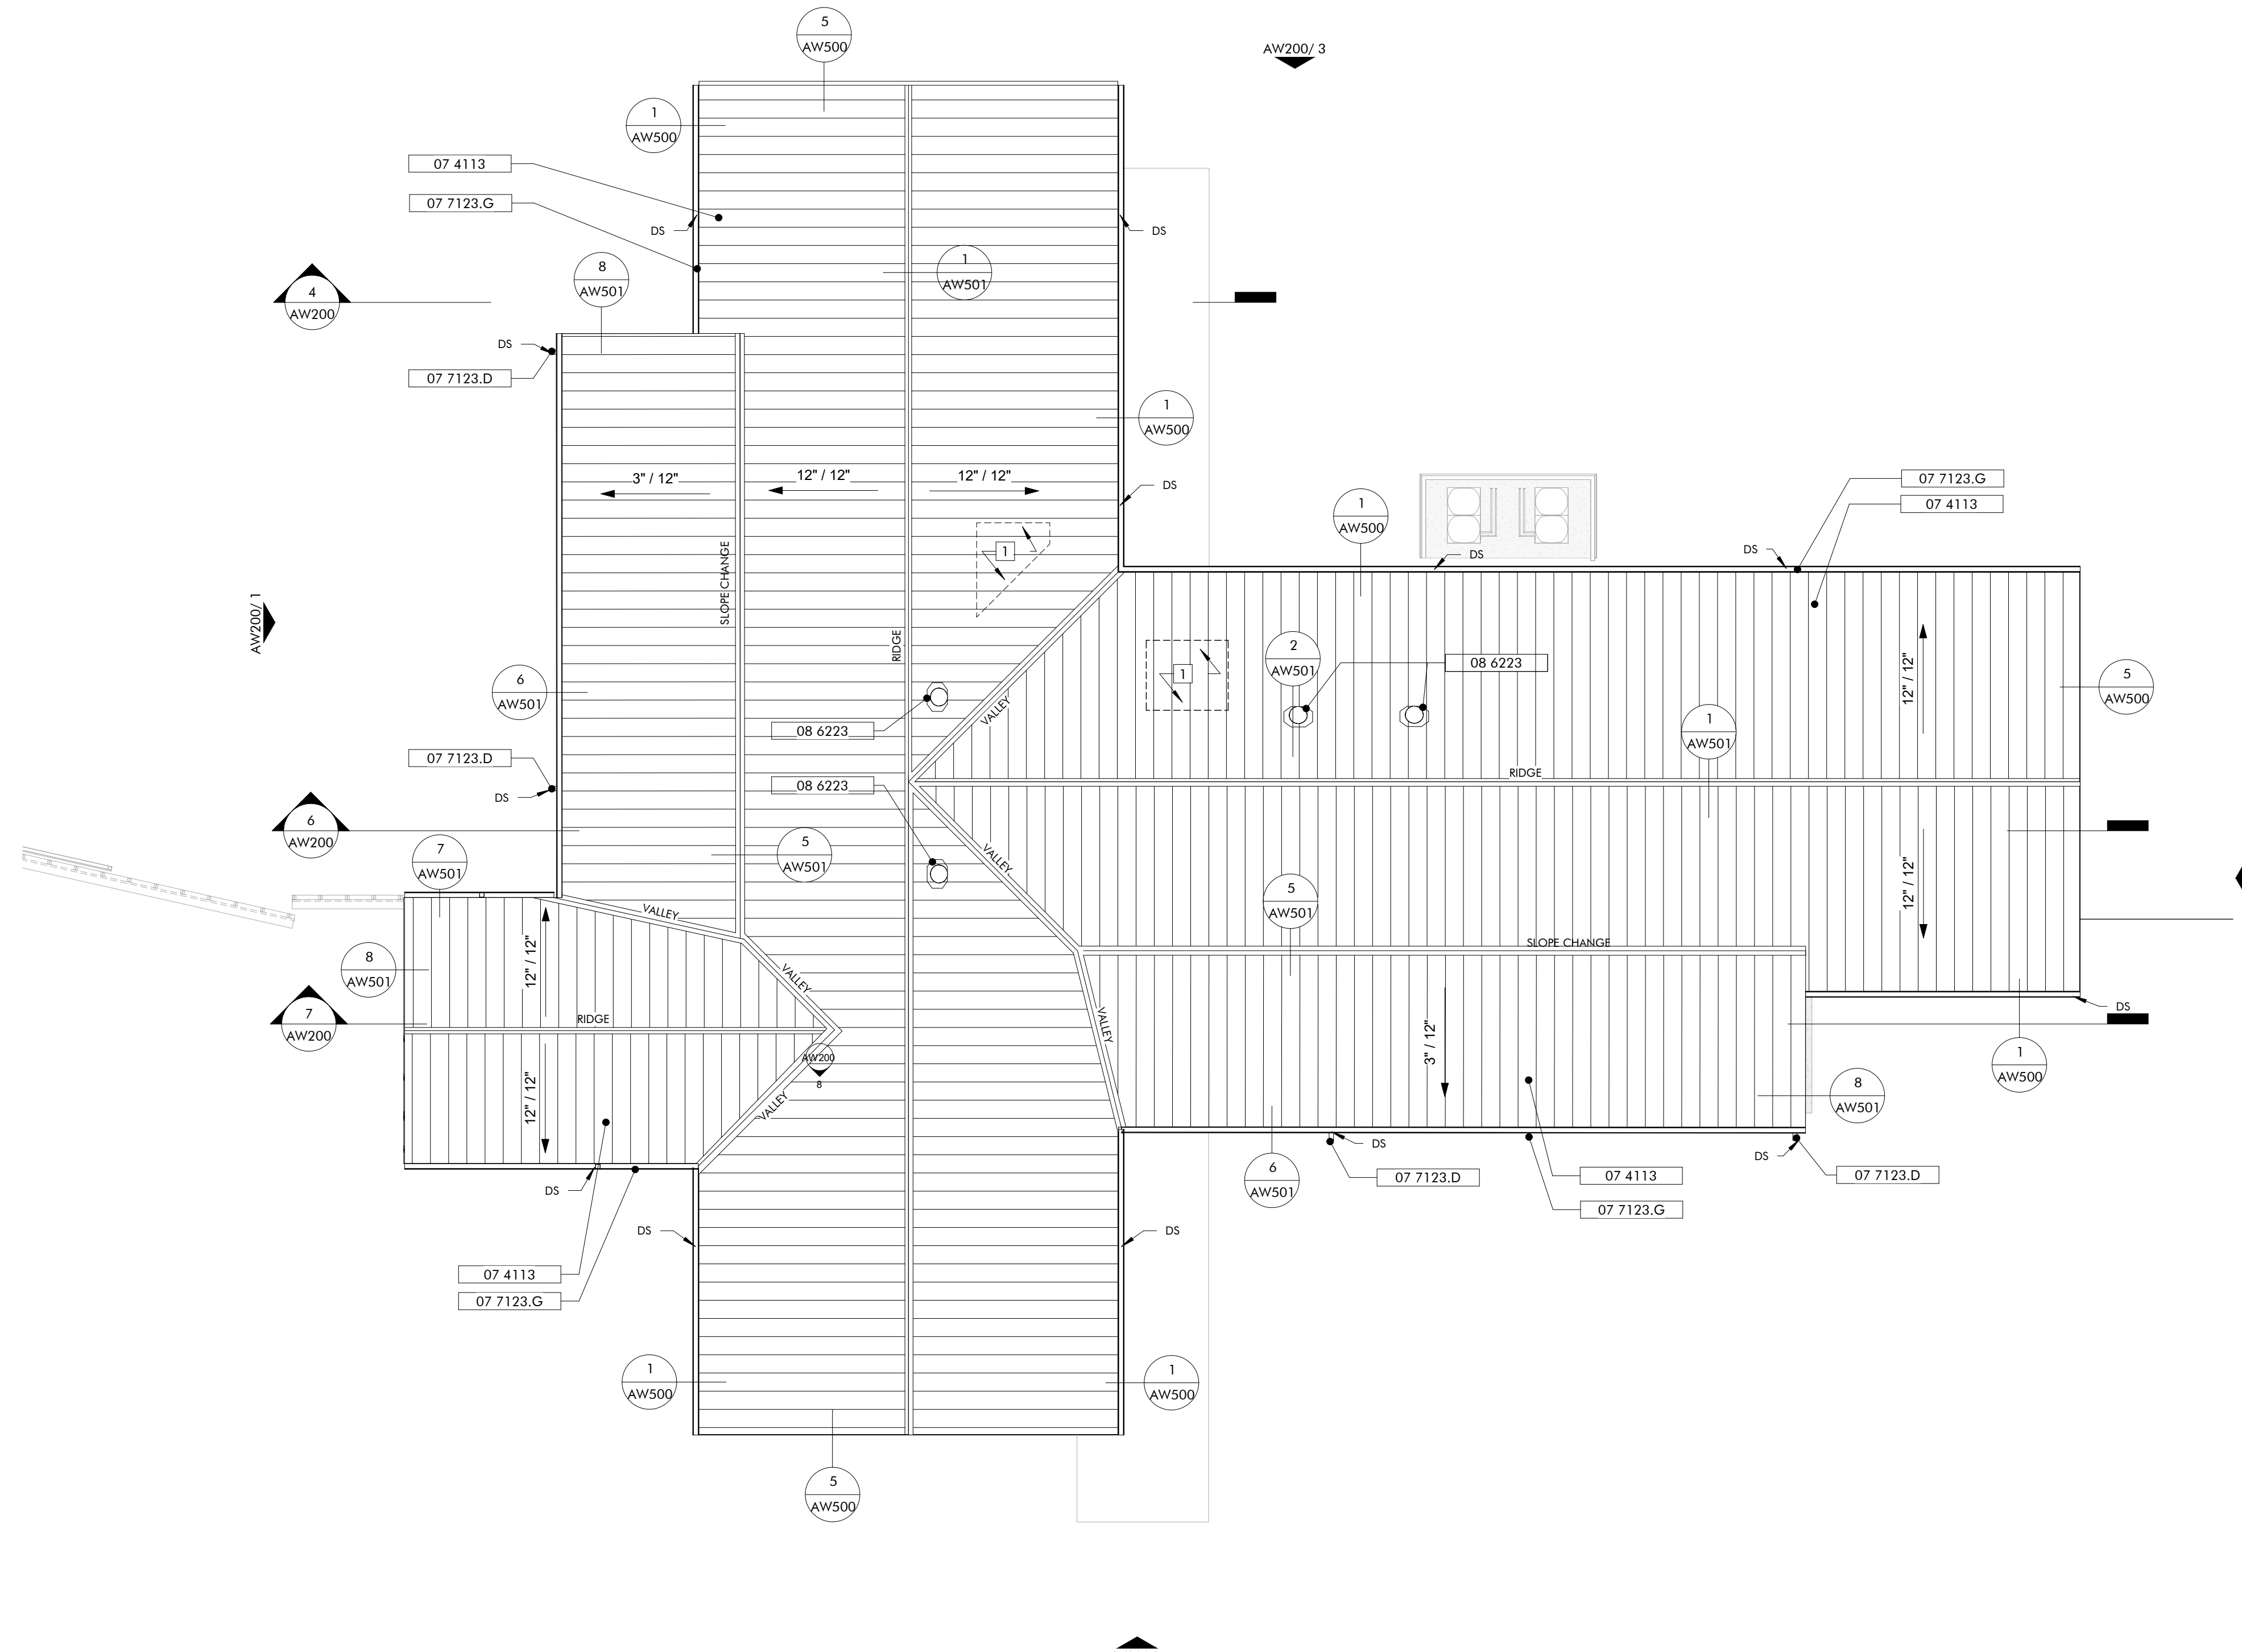 5
AW500
AW200/ 3
1
AW500
07 4113
07 7123.G
DS
DS
8
AW501
1
AW501
4
AW200
DS
07 7123.D
1
AW500
3" / 12"
12" / 12"
12" / 12"
DS
07 7123.G
07 4113
1
AW500
DS
DS
1
SLOPE CHANGE
AW200/ 1
RIDGE
2
AW501
08 6223
1
12" / 12"
5
AW500
6
AW501
VALLEY
08 6223
1
AW501
07 7123.D
DS
RIDGE
08 6223
6
AW200
7
AW501
5
AW501
VALLEY
12" / 12"
5
AW501
VALLEY
SLOPE CHANGE
8
AW501
12" / 12"
VALLEY
DS
7
AW200
RIDGE
VALLEY
3" / 12"
1
AW500
AW200
8
12" / 12"
VALLEY
8
AW501
DS
DS
6
AW501
07 7123.D
07 4113
07 7123.D
DS
07 7123.G
DS
DS
07 4113
07 7123.G
1
AW500
1
AW500
5
AW500